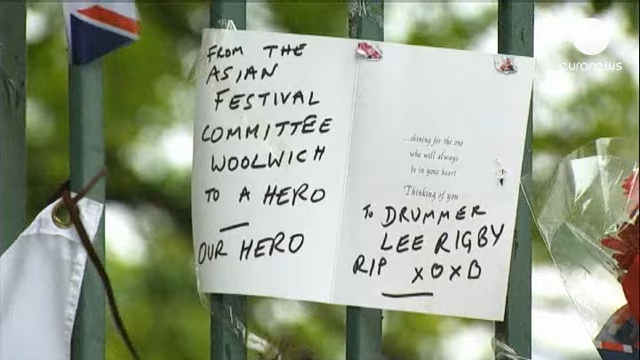 FROM THE
ASIAN
FESTIVAL
COMMITTEE
WOOLWICH
TO A HERO
OUR HERO
...shining for the one
who will always
be in your heart
Thinking of you
To DRUMMER
LEE RIGBY
RIP XOXO
euronews